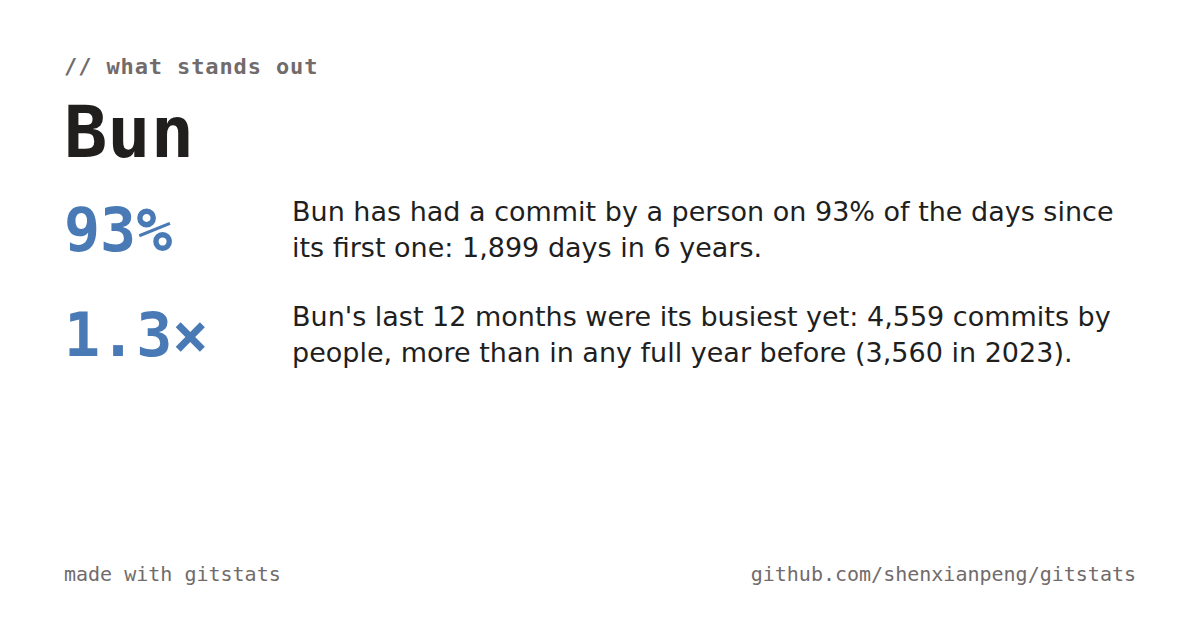 // what stands out
Bun
93%
Bun has had a commit by a person on 93% of the days since
its first one: 1,899 days in 6 years.
1.3×
Bun's last 12 months were its busiest yet: 4,559 commits by
people, more than in any full year before (3,560 in 2023).
made with gitstats
github.com/shenxianpeng/gitstats